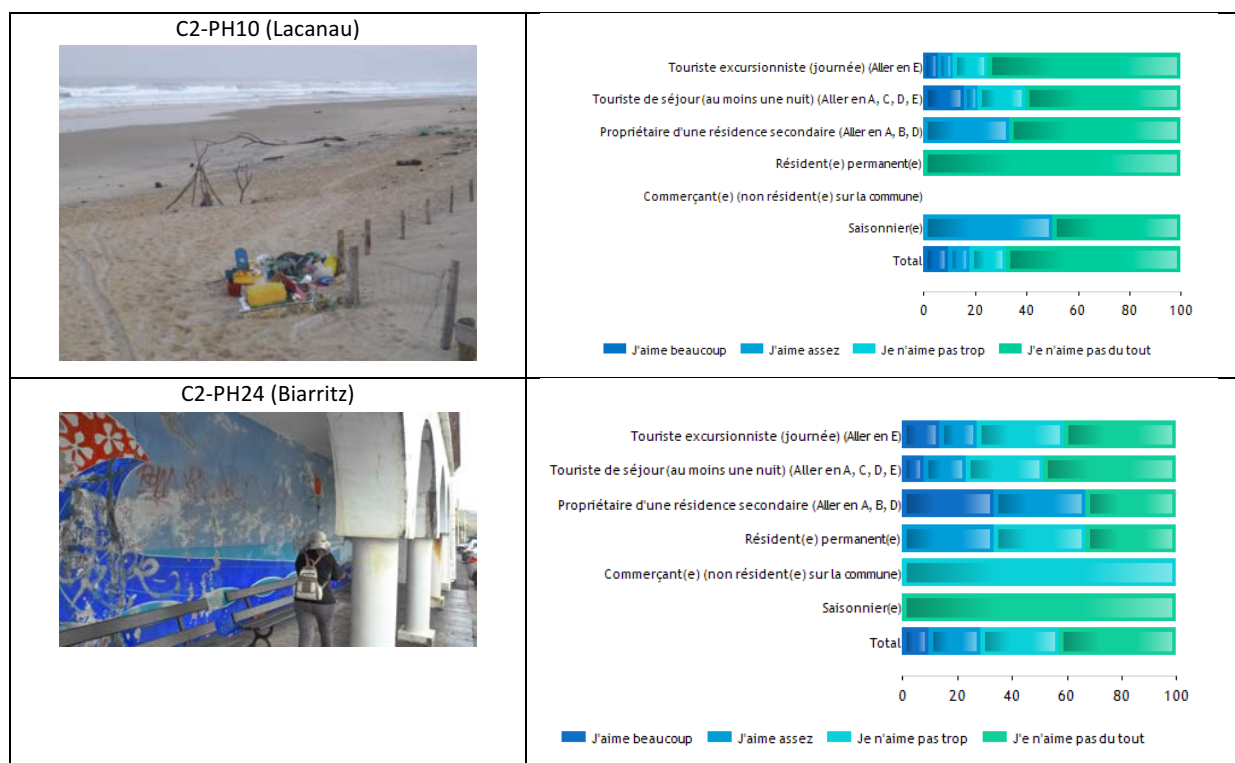 C2-PH10 (Lacanau)
Touriste excursionniste (journée) (Aller en E)
Touriste de séjour (au moins une nuit) (Aller en A, C, D, E)
Propriétaire d'une résidence secondaire (Aller en A, B, D)
Résident(e) permanent(e)
Commerçant(e) (non résident(e) sur la commune)
Saisonnier(e)
Total
0 20 40 60 80 100
J'aime beaucoup J'aime assez Je n'aime pas trop J'e n'aime pas du tout
C2-PH24 (Biarritz)
Touriste excursionniste (journée) (Aller en E)
Touriste de séjour (au moins une nuit) (Aller en A, C, D, E)
Propriétaire d'une résidence secondaire (Aller en A, B, D)
Résident(e) permanent(e)
Commerçant(e) (non résident(e) sur la commune)
Saisonnier(e)
Total
0 20 40 60 80 100
J'aime beaucoup J'aime assez Je n'aime pas trop J'e n'aime pas du tout